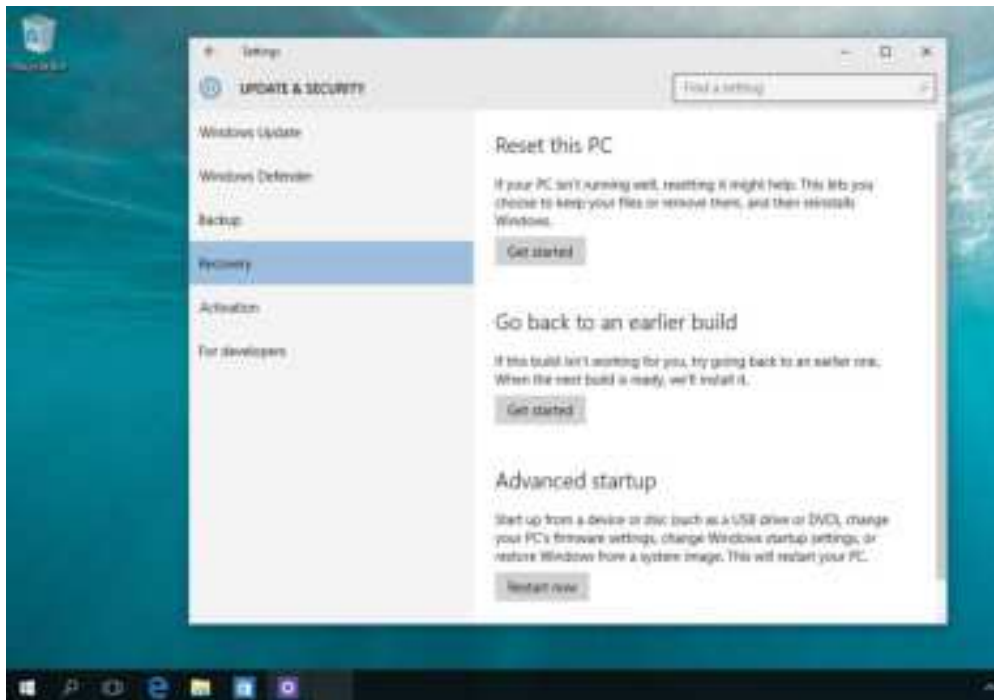 Settings
UPDATE & SECURITY
Find a setting
Windows Update
Windows Defender
Backup
Recovery
Activation
For developers
Reset this PC
If your PC isn't running well, resetting it might help. This lets you
choose to keep your files or remove them, and then reinstalls
Windows.
Get started
Go back to an earlier build
If this build isn't working for you, try going back to an earlier one.
When the next build is ready, we'll install it.
Get started
Advanced startup
Start up from a device or disc (such as a USB drive or DVD), change
your PC's firmware settings, change Windows startup settings, or
restore Windows from a system image. This will restart your PC.
Restart now